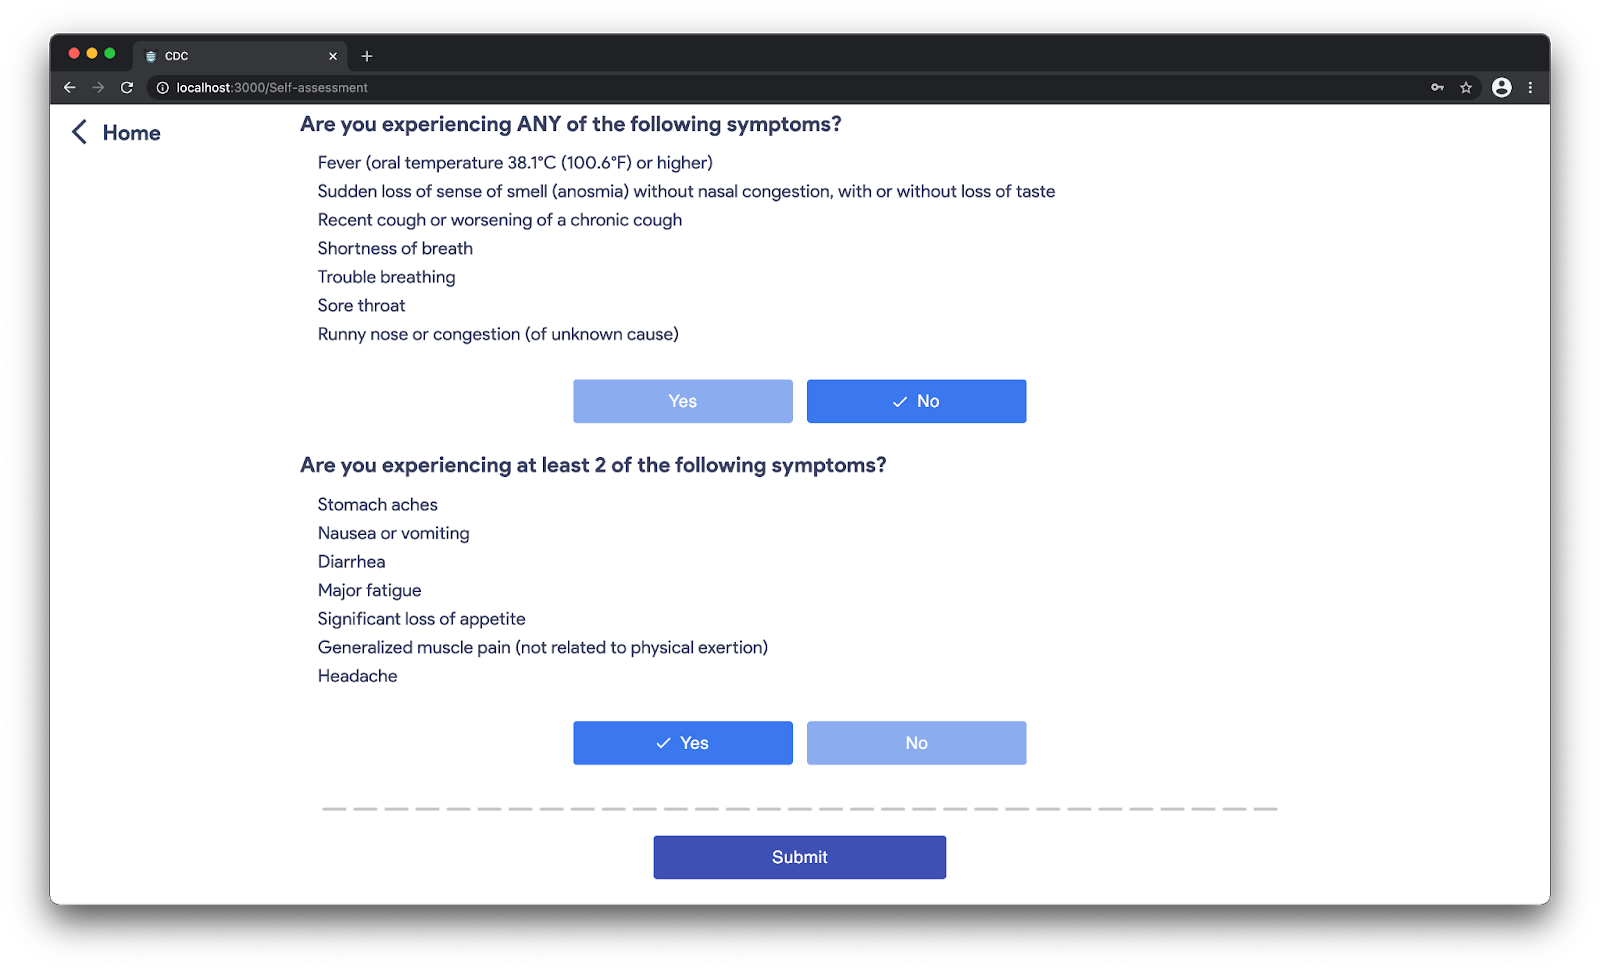 CDC
localhost:3000/Self-assessment
Home
Are you experiencing ANY of the following symptoms?
Fever (oral temperature 38.1°C (100.6°F) or higher)
Sudden loss of sense of smell (anosmia) without nasal congestion, with or without loss of taste
Recent cough or worsening of a chronic cough
Shortness of breath
Trouble breathing
Sore throat
Runny nose or congestion (of unknown cause)
Yes No
Are you experiencing at least 2 of the following symptoms?
Stomach aches
Nausea or vomiting
Diarrhea
Major fatigue
Significant loss of appetite
Generalized muscle pain (not related to physical exertion)
Headache
Yes No
Submit